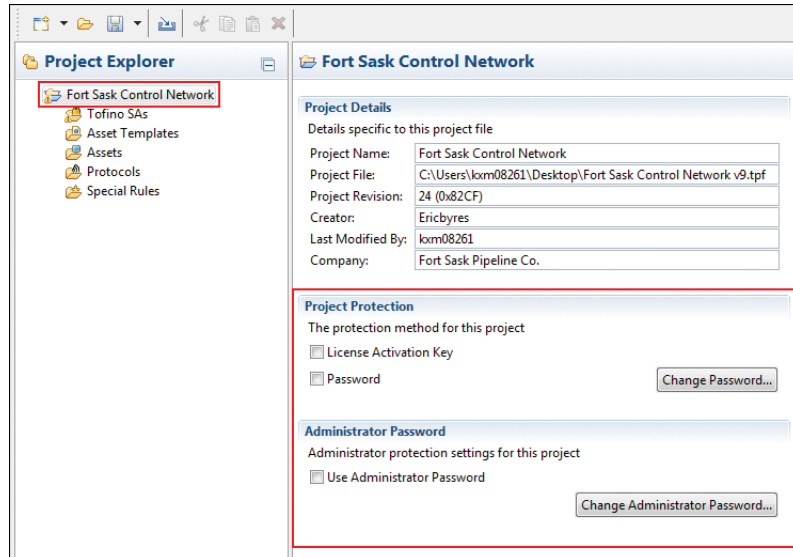 Project Explorer
Fort Sask Control Network
Tofino SAs
Asset Templates
Assets
Protocols
Special Rules
Fort Sask Control Network
Project Details
Details specific to this project file
Project Name: Fort Sask Control Network
Project File: C:\Users\kxm08261\Desktop\Fort Sask Control Network v9.tpf
Project Revision: 24 (0x82CF)
Creator: Ericbyres
Last Modified By: kxm08261
Company: Fort Sask Pipeline Co.
Project Protection
The protection method for this project
License Activation Key
Password Change Password...
Administrator Password
Administrator protection settings for this project
Use Administrator Password
Change Administrator Password...